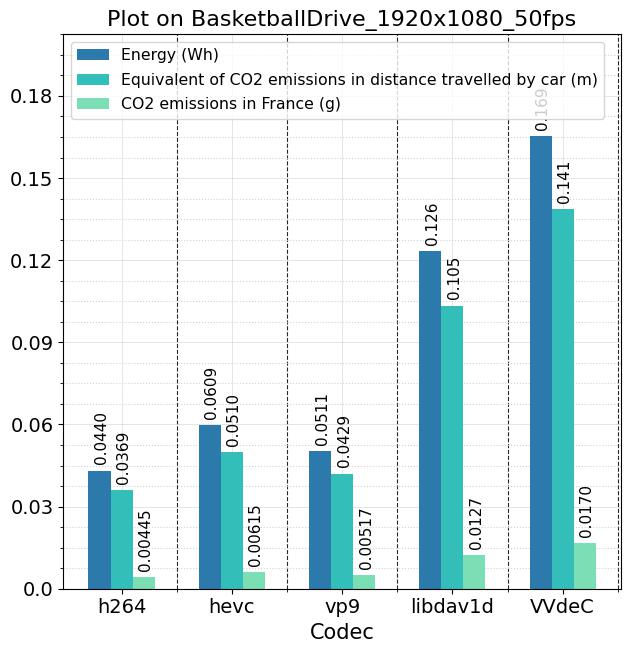 Plot on BasketballDrive_1920x1080_50fps
Energy (Wh)
Equivalent of CO2 emissions in distance travelled by car (m)
CO2 emissions in France (g)
0.18
0.15
0.12
0.09
0.06
0.03
0.0
0.0440
0.0369
0.00445
0.0609
0.0510
0.00615
0.0511
0.0429
0.00517
0.126
0.105
0.0127
0.169
0.141
0.0170
h264
hevc
vp9
libdav1d
VVdeC
Codec